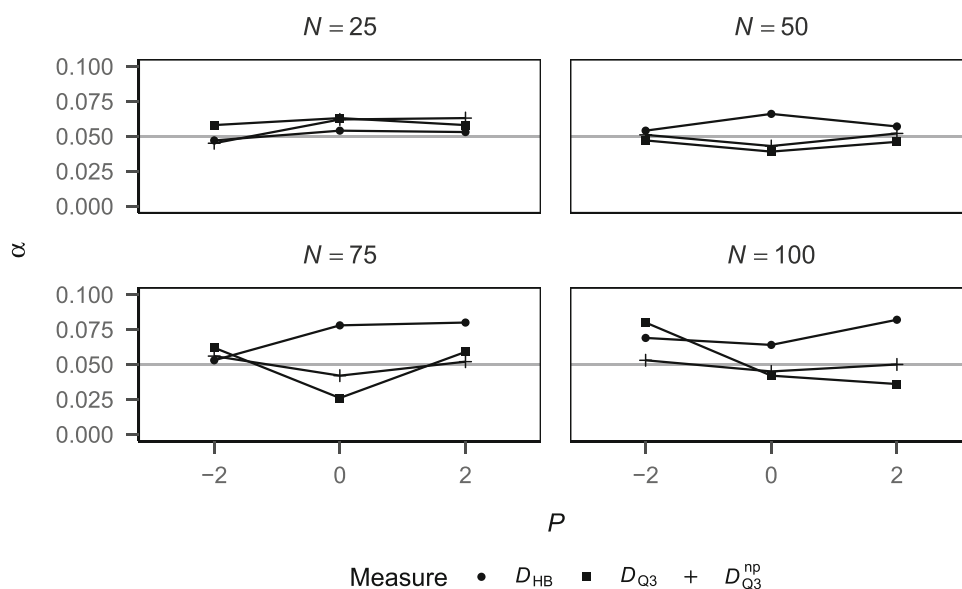 N = 25 N = 50
0.100
0.075
0.050
0.025
0.000
α
N = 75 N = 100
0.100
0.075
0.050
0.025
0.000
−2 0 2 −2 0 2
P
Measure D_HB D_Q3 D_Q3^np